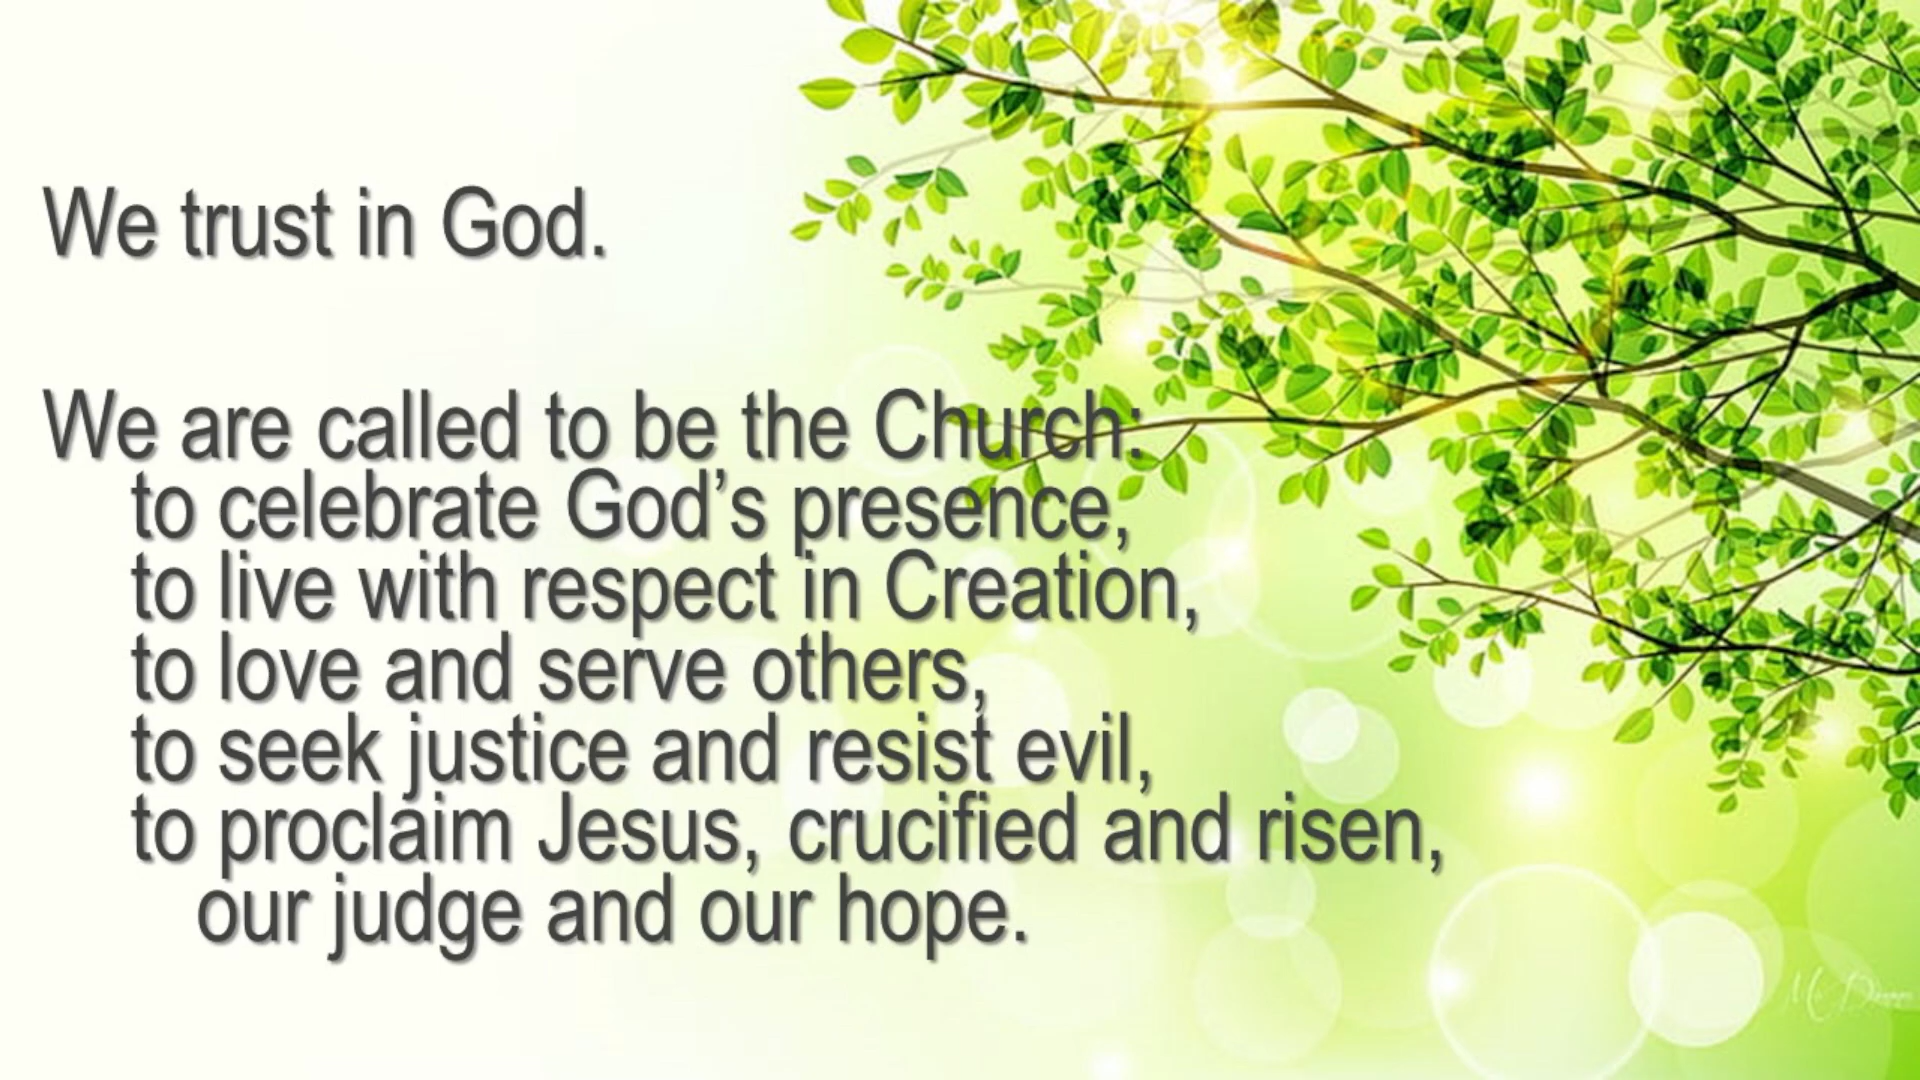 We trust in God.
We are called to be the Church:
to celebrate God’s presence,
to live with respect in Creation,
to love and serve others,
to seek justice and resist evil,
to proclaim Jesus, crucified and risen,
our judge and our hope.